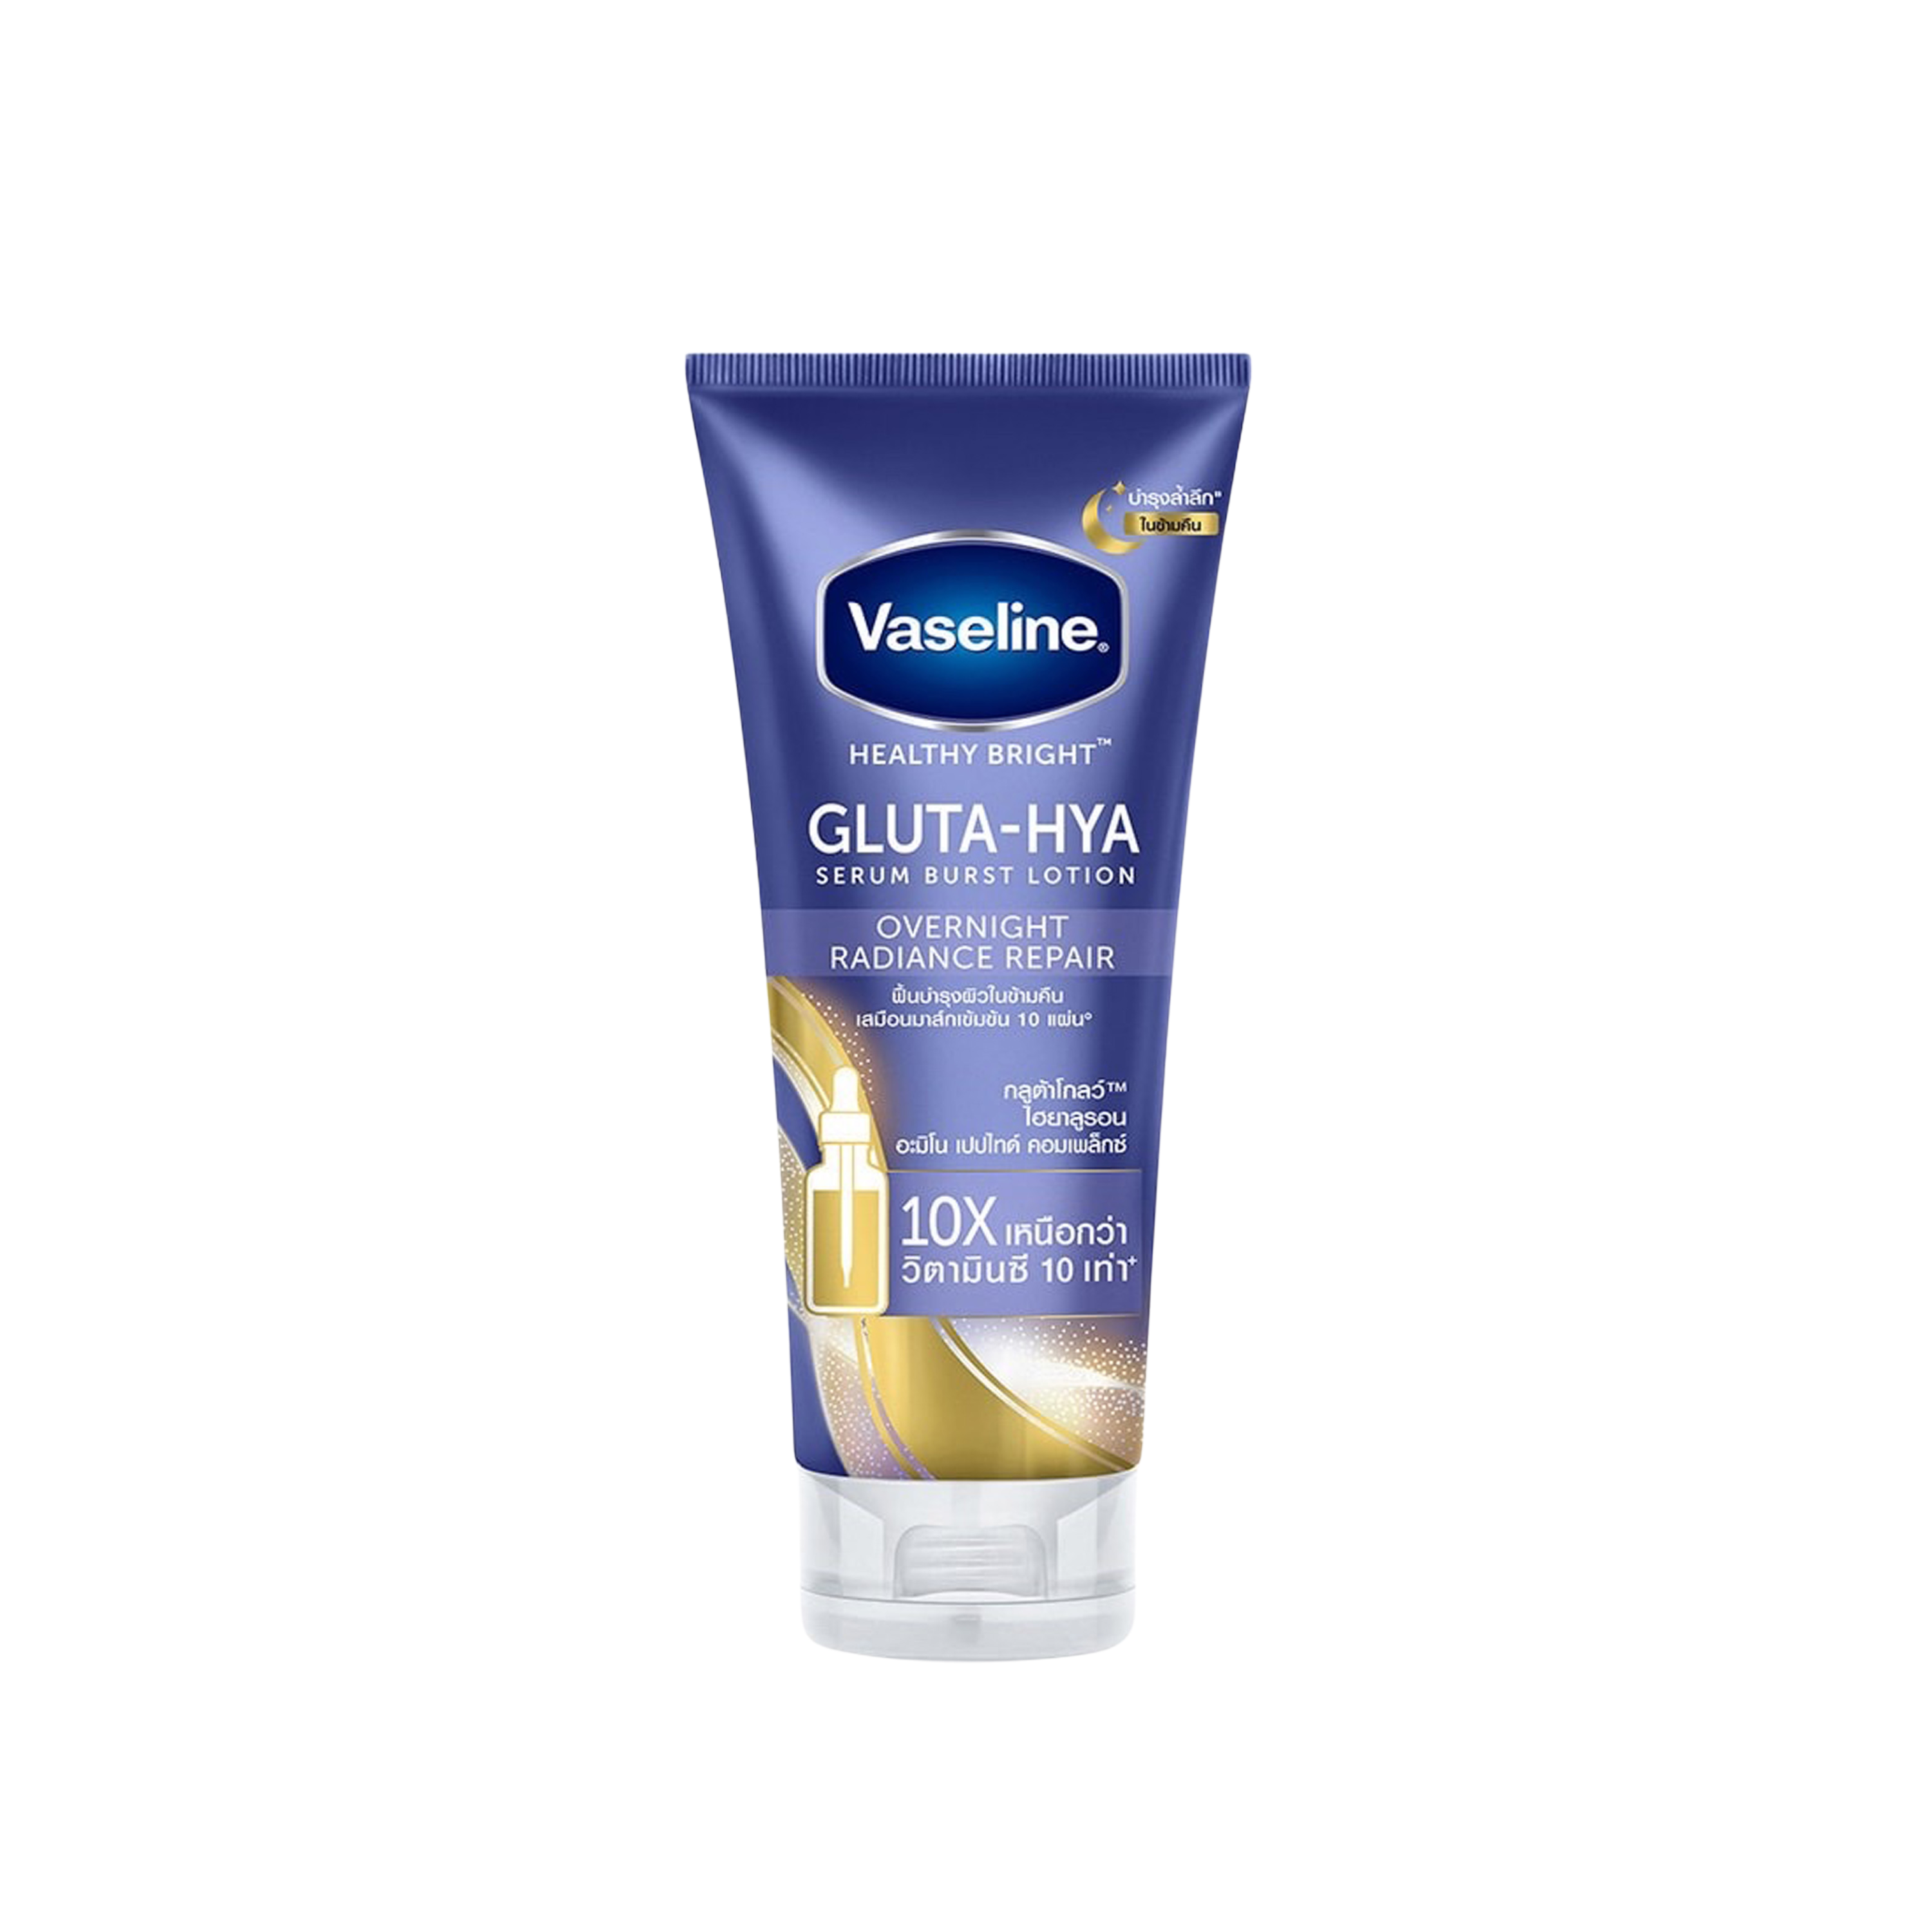 บำรุงล้ำลึก"
ในข้ามคืน
Vaseline®
HEALTHY BRIGHT™
GLUTA-HYA
SERUM BURST LOTION
OVERNIGHT
RADIANCE REPAIR
ฟื้นบำรุงผิวในข้ามคืน
เสมือนมาส์กเข้มข้น 10 แผ่น°
กลูต้าโกลว์™
ไฮยาลูรอน
อะมิโน เปปไทด์ คอมเพล็กซ์
10X เหนือกว่า
วิตามินซี 10 เท่า⁺